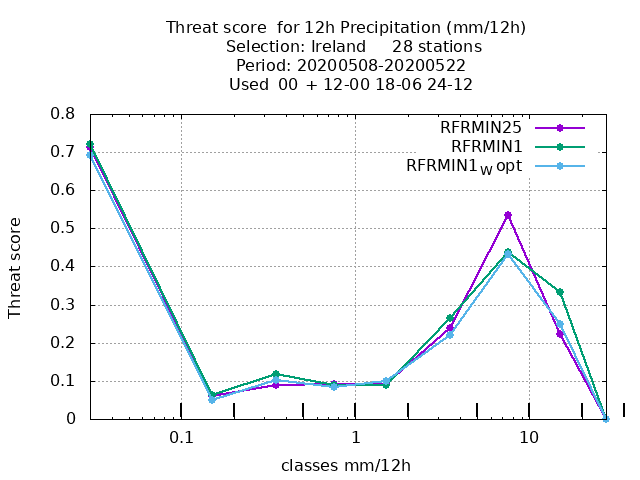 Threat score  for 12h Precipitation (mm/12h)
Selection: Ireland     28 stations
Period: 20200508-20200522
Used  00  + 12-00 18-06 24-12
0.8
0.7
0.6
0.5
0.4
0.3
0.2
0.1
0
Threat score
RFRMIN25
RFRMIN1
RFRMIN1W opt
0.1
1
10
classes mm/12h